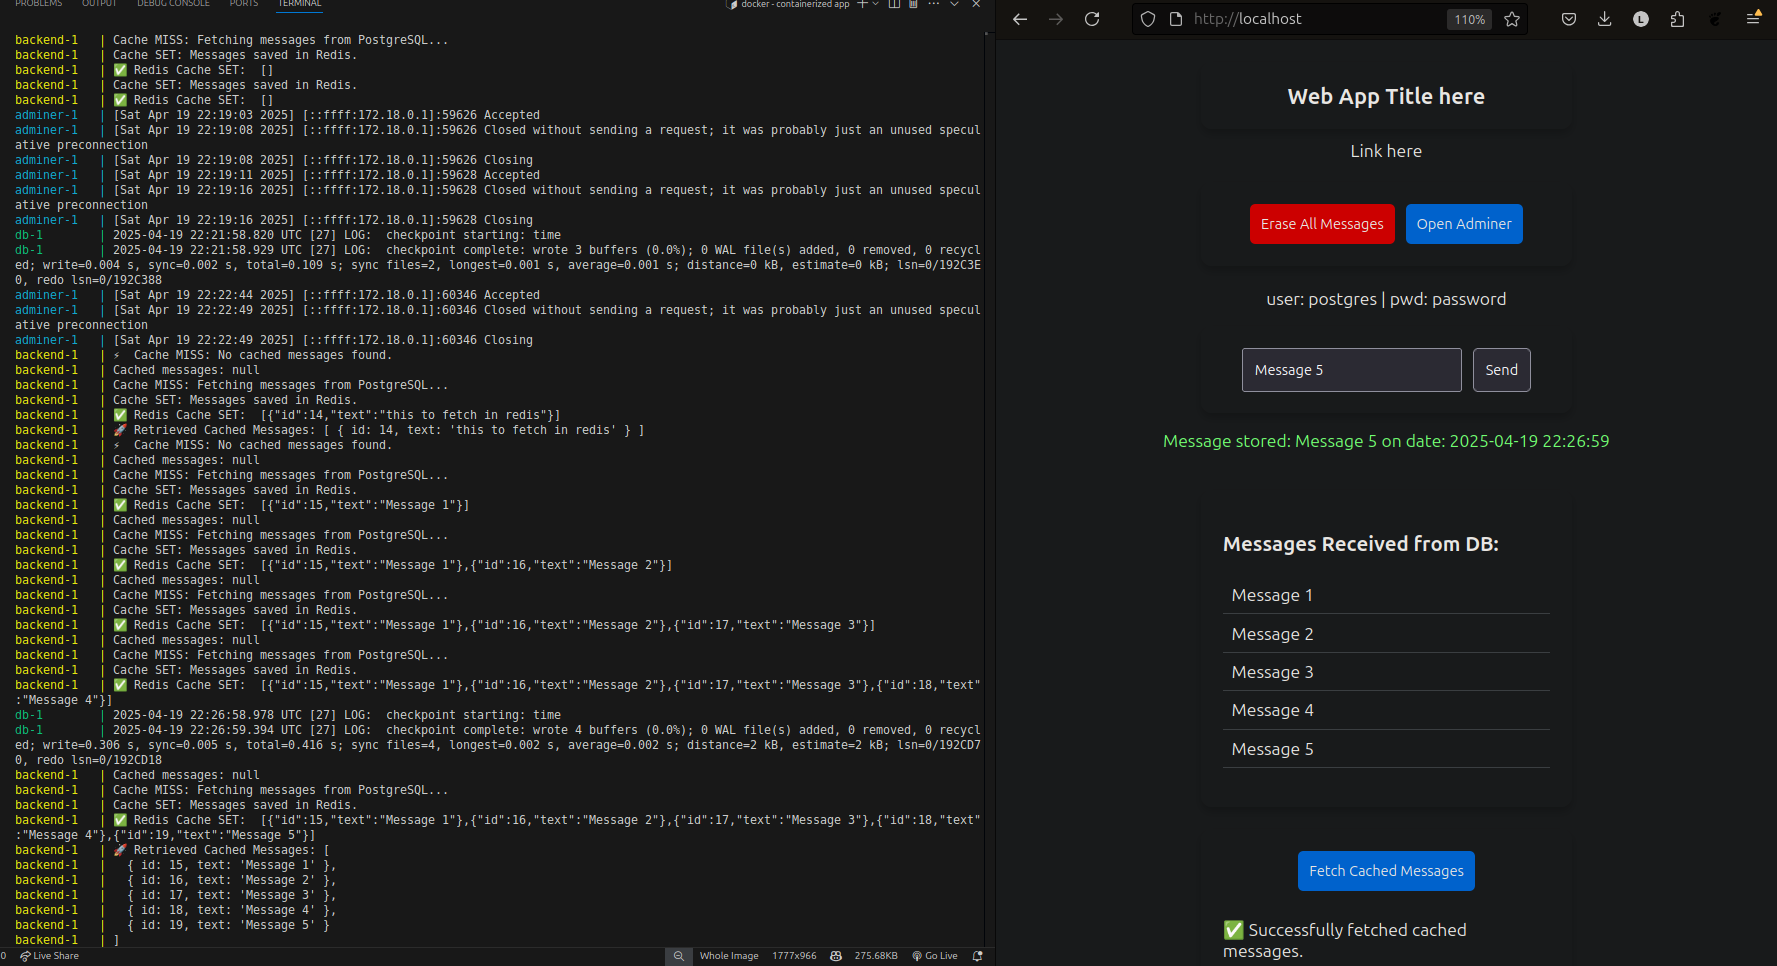 PROBLEMS OUTPUT DEBUG CONSOLE PORTS TERMINAL docker - containerized app
backend-1 | Cache MISS: Fetching messages from PostgreSQL...
backend-1 | Cache SET: Messages saved in Redis.
backend-1 | ✅ Redis Cache SET: []
backend-1 | Cache SET: Messages saved in Redis.
backend-1 | ✅ Redis Cache SET: []
adminer-1 | [Sat Apr 19 22:19:03 2025] [::ffff:172.18.0.1]:59626 Accepted
adminer-1 | [Sat Apr 19 22:19:08 2025] [::ffff:172.18.0.1]:59626 Closed without sending a request; it was probably just an unused specul
ative preconnection
adminer-1 | [Sat Apr 19 22:19:08 2025] [::ffff:172.18.0.1]:59626 Closing
adminer-1 | [Sat Apr 19 22:19:11 2025] [::ffff:172.18.0.1]:59628 Accepted
adminer-1 | [Sat Apr 19 22:19:16 2025] [::ffff:172.18.0.1]:59628 Closed without sending a request; it was probably just an unused specul
ative preconnection
adminer-1 | [Sat Apr 19 22:19:16 2025] [::ffff:172.18.0.1]:59628 Closing
db-1 | 2025-04-19 22:21:58.820 UTC [27] LOG: checkpoint starting: time
db-1 | 2025-04-19 22:21:58.929 UTC [27] LOG: checkpoint complete: wrote 3 buffers (0.0%); 0 WAL file(s) added, 0 removed, 0 recycl
ed; write=0.004 s, sync=0.002 s, total=0.109 s; sync files=2, longest=0.001 s, average=0.001 s; distance=0 kB, estimate=0 kB; lsn=0/192C3E
0, redo lsn=0/192C388
adminer-1 | [Sat Apr 19 22:22:44 2025] [::ffff:172.18.0.1]:60346 Accepted
adminer-1 | [Sat Apr 19 22:22:49 2025] [::ffff:172.18.0.1]:60346 Closed without sending a request; it was probably just an unused specul
ative preconnection
adminer-1 | [Sat Apr 19 22:22:49 2025] [::ffff:172.18.0.1]:60346 Closing
backend-1 | ⚡ Cache MISS: No cached messages found.
backend-1 | Cached messages: null
backend-1 | Cache MISS: Fetching messages from PostgreSQL...
backend-1 | Cache SET: Messages saved in Redis.
backend-1 | ✅ Redis Cache SET: [{"id":14,"text":"this to fetch in redis"}]
backend-1 | 🚀 Retrieved Cached Messages: [ { id: 14, text: 'this to fetch in redis' } ]
backend-1 | ⚡ Cache MISS: No cached messages found.
backend-1 | Cached messages: null
backend-1 | Cache MISS: Fetching messages from PostgreSQL...
backend-1 | Cache SET: Messages saved in Redis.
backend-1 | ✅ Redis Cache SET: [{"id":15,"text":"Message 1"}]
backend-1 | Cached messages: null
backend-1 | Cache MISS: Fetching messages from PostgreSQL...
backend-1 | Cache SET: Messages saved in Redis.
backend-1 | ✅ Redis Cache SET: [{"id":15,"text":"Message 1"},{"id":16,"text":"Message 2"}]
backend-1 | Cached messages: null
backend-1 | Cache MISS: Fetching messages from PostgreSQL...
backend-1 | Cache SET: Messages saved in Redis.
backend-1 | ✅ Redis Cache SET: [{"id":15,"text":"Message 1"},{"id":16,"text":"Message 2"},{"id":17,"text":"Message 3"}]
backend-1 | Cached messages: null
backend-1 | Cache MISS: Fetching messages from PostgreSQL...
backend-1 | Cache SET: Messages saved in Redis.
backend-1 | ✅ Redis Cache SET: [{"id":15,"text":"Message 1"},{"id":16,"text":"Message 2"},{"id":17,"text":"Message 3"},{"id":18,"text"
:"Message 4"}]
db-1 | 2025-04-19 22:26:58.978 UTC [27] LOG: checkpoint starting: time
db-1 | 2025-04-19 22:26:59.394 UTC [27] LOG: checkpoint complete: wrote 4 buffers (0.0%); 0 WAL file(s) added, 0 removed, 0 recycl
ed; write=0.306 s, sync=0.005 s, total=0.416 s; sync files=4, longest=0.002 s, average=0.002 s; distance=2 kB, estimate=2 kB; lsn=0/192CD7
0, redo lsn=0/192CD18
backend-1 | Cached messages: null
backend-1 | Cache MISS: Fetching messages from PostgreSQL...
backend-1 | Cache SET: Messages saved in Redis.
backend-1 | ✅ Redis Cache SET: [{"id":15,"text":"Message 1"},{"id":16,"text":"Message 2"},{"id":17,"text":"Message 3"},{"id":18,"text"
:"Message 4"},{"id":19,"text":"Message 5"}]
backend-1 | 🚀 Retrieved Cached Messages: [
backend-1 | { id: 15, text: 'Message 1' },
backend-1 | { id: 16, text: 'Message 2' },
backend-1 | { id: 17, text: 'Message 3' },
backend-1 | { id: 18, text: 'Message 4' },
backend-1 | { id: 19, text: 'Message 5' }
backend-1 | ]
0 Live Share Whole Image 1777x966 275.68KB Go Live
http://localhost 110% L
Web App Title here
Link here
Erase All Messages Open Adminer
user: postgres | pwd: password
Message 5 Send
Message stored: Message 5 on date: 2025-04-19 22:26:59
Messages Received from DB:
Message 1
Message 2
Message 3
Message 4
Message 5
Fetch Cached Messages
✅ Successfully fetched cached
messages.